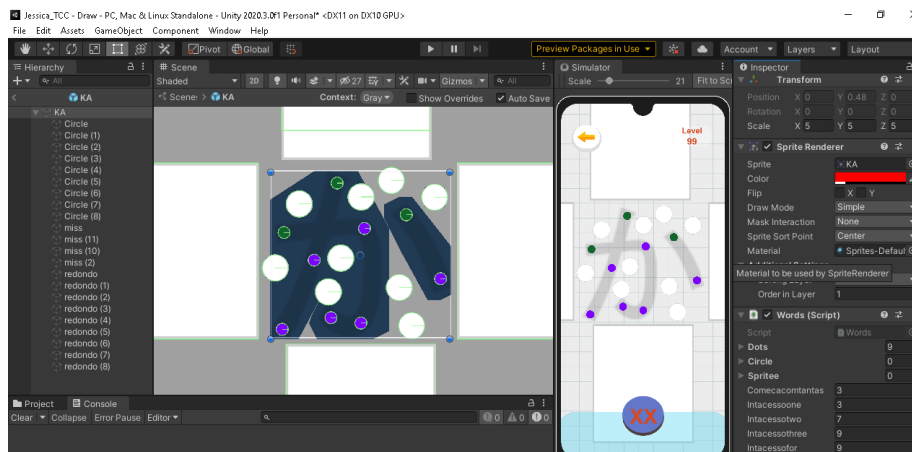 Jessica_TCC - Draw - PC, Mac & Linux Standalone - Unity 2020.3.0f1 Personal* <DX11 on DX10 GPU>
File Edit Assets GameObject Component Window Help
Pivot Global Preview Packages in Use Account Layers Layout
Hierarchy
All
KA
KA
Circle
Circle (1)
Circle (2)
Circle (3)
Circle (4)
Circle (5)
Circle (6)
Circle (7)
Circle (8)
miss
miss (11)
miss (10)
miss (2)
redondo
redondo (1)
redondo (2)
redondo (3)
redondo (4)
redondo (5)
redondo (6)
redondo (7)
redondo (8)
Scene
Shaded 2D 27 Gizmos All
Scene: KA Context: Gray Show Overrides Auto Save
Simulator
Scale 21 Fit to Scr
Level
99
か
XX
Inspector
Transform
Position X 0 Y 0.48 Z 0
Rotation X 0 Y 0 Z 0
Scale X 5 Y 5 Z 5
Sprite Renderer
Sprite KA
Color
Flip X Y
Draw Mode Simple
Mask Interaction None
Sprite Sort Point Center
Material Sprites-Defaul
Material to be used by SpriteRenderer
Order in Layer 1
Words (Script)
Script Words
Dots 9
Circle 0
Spritee 0
Comecacomtantas 3
Intacessoone 3
Intacessotwo 7
Intacessothree 9
Intacessofor 9
Project Console
Clear Collapse Error Pause Editor 0 0 0